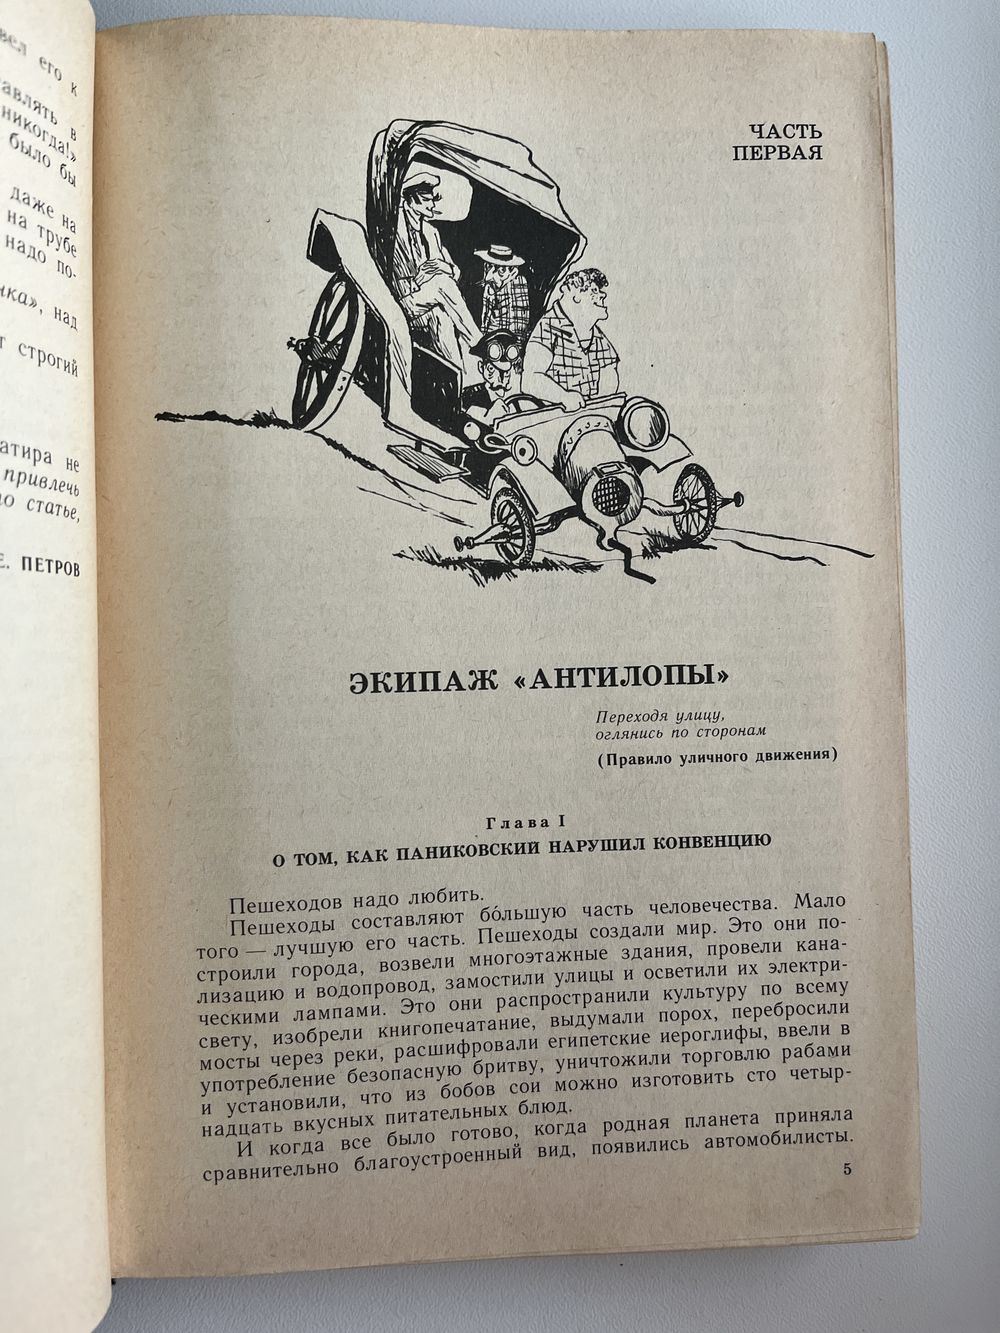 вел его к
авлять в
никогда!»
было бы
даже на
на трубе
надо по-
ика», над
т строгий
атира не
привлечь
о статье,
Е. ПЕТРОВ
ЧАСТЬ
ПЕРВАЯ
ЭКИПАЖ «АНТИЛОПЫ»
Переходя улицу,
оглянись по сторонам
(Правило уличного движения)
Глава I
О ТОМ, КАК ПАНИКОВСКИЙ НАРУШИЛ КОНВЕНЦИЮ
Пешеходов надо любить.
Пешеходы составляют бо́льшую часть человечества. Мало
того — лучшую его часть. Пешеходы создали мир. Это они по-
строили города, возвели многоэтажные здания, провели кана-
лизацию и водопровод, замостили улицы и осветили их электри-
ческими лампами. Это они распространили культуру по всему
свету, изобрели книгопечатание, выдумали порох, перебросили
мосты через реки, расшифровали египетские иероглифы, ввели в
употребление безопасную бритву, уничтожили торговлю рабами
и установили, что из бобов сои можно изготовить сто четыр-
надцать вкусных питательных блюд.
И когда все было готово, когда родная планета приняла
сравнительно благоустроенный вид, появились автомобилисты.
5